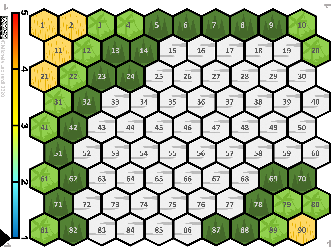 1 2 3 4 5 6 7 8 9 10
11 12 13 14 15 16 17 18 19 20
21 22 23 24 25 26 27 28 29 30
31 32 33 34 35 36 37 38 39 40
41 42 43 44 45 46 47 48 49 50
51 52 53 54 55 56 57 58 59 60
61 62 63 64 65 66 67 68 69 70
71 72 73 74 75 76 77 78 79 80
81 82 83 84 85 86 87 88 89 90
5
4
3
2
1